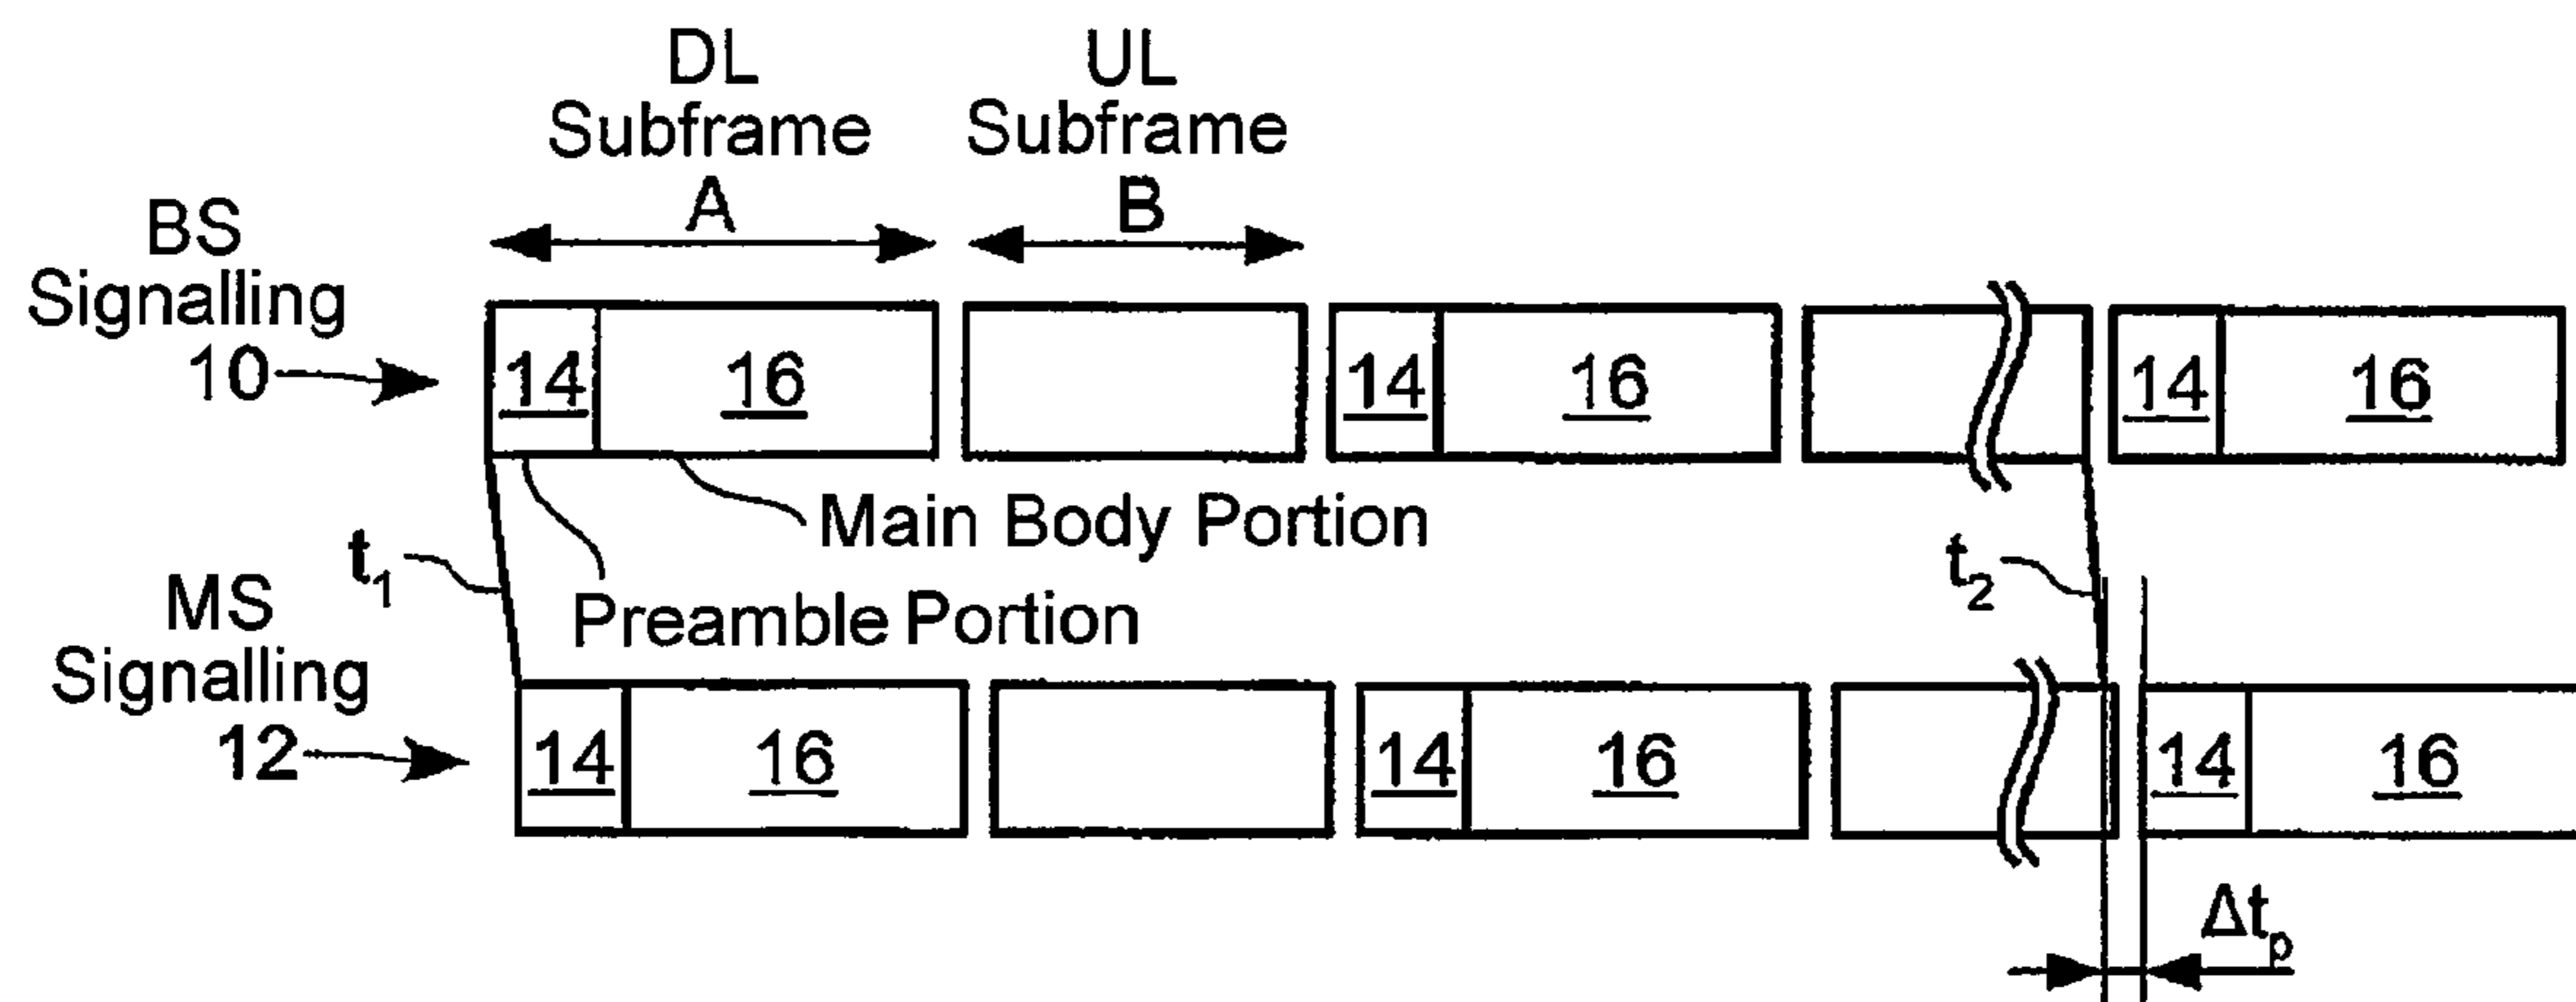 DL
Subframe
A
UL
Subframe
B
BS
Signalling
10
14 16 14 16 14 16
Main Body Portion
Preamble Portion
t1
t2
MS
Signalling
12
14 16 14 16 14 16
Δtp